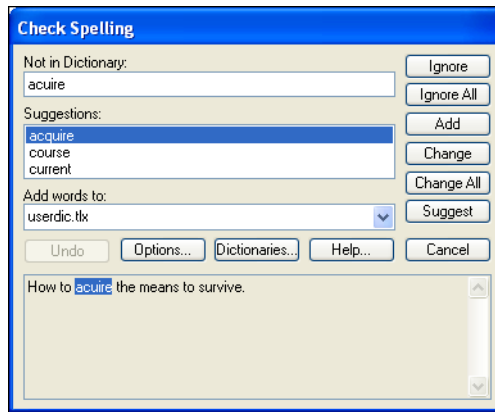 Check Spelling
Not in Dictionary:
acuire
Ignore
Ignore All
Suggestions:
acquire
course
current
Add
Change
Change All
Add words to:
userdic.tlx
Suggest
Undo
Options...
Dictionaries...
Help...
Cancel
How to acuire the means to survive.